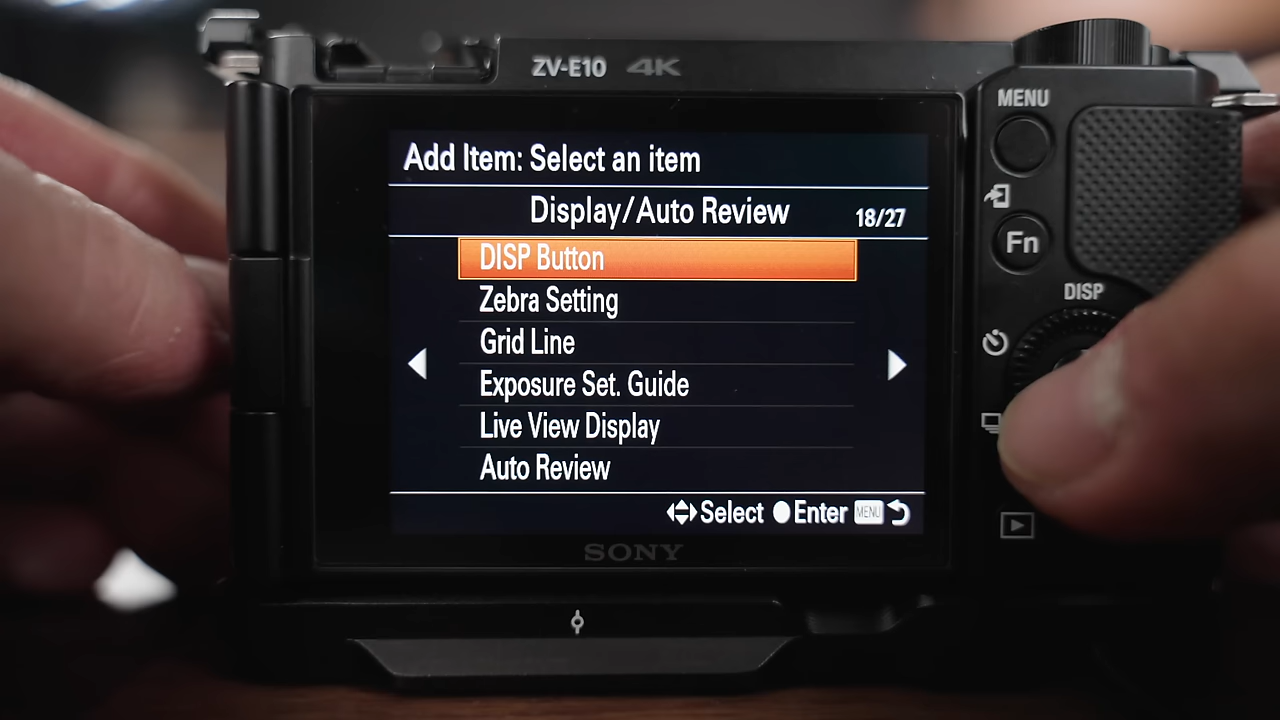 ZV-E10 4K
MENU
Add Item: Select an item
Display/Auto Review 18/27
DISP Button
Zebra Setting
Grid Line
Exposure Set. Guide
Live View Display
Auto Review
Select Enter MENU
SONY
Fn
DISP